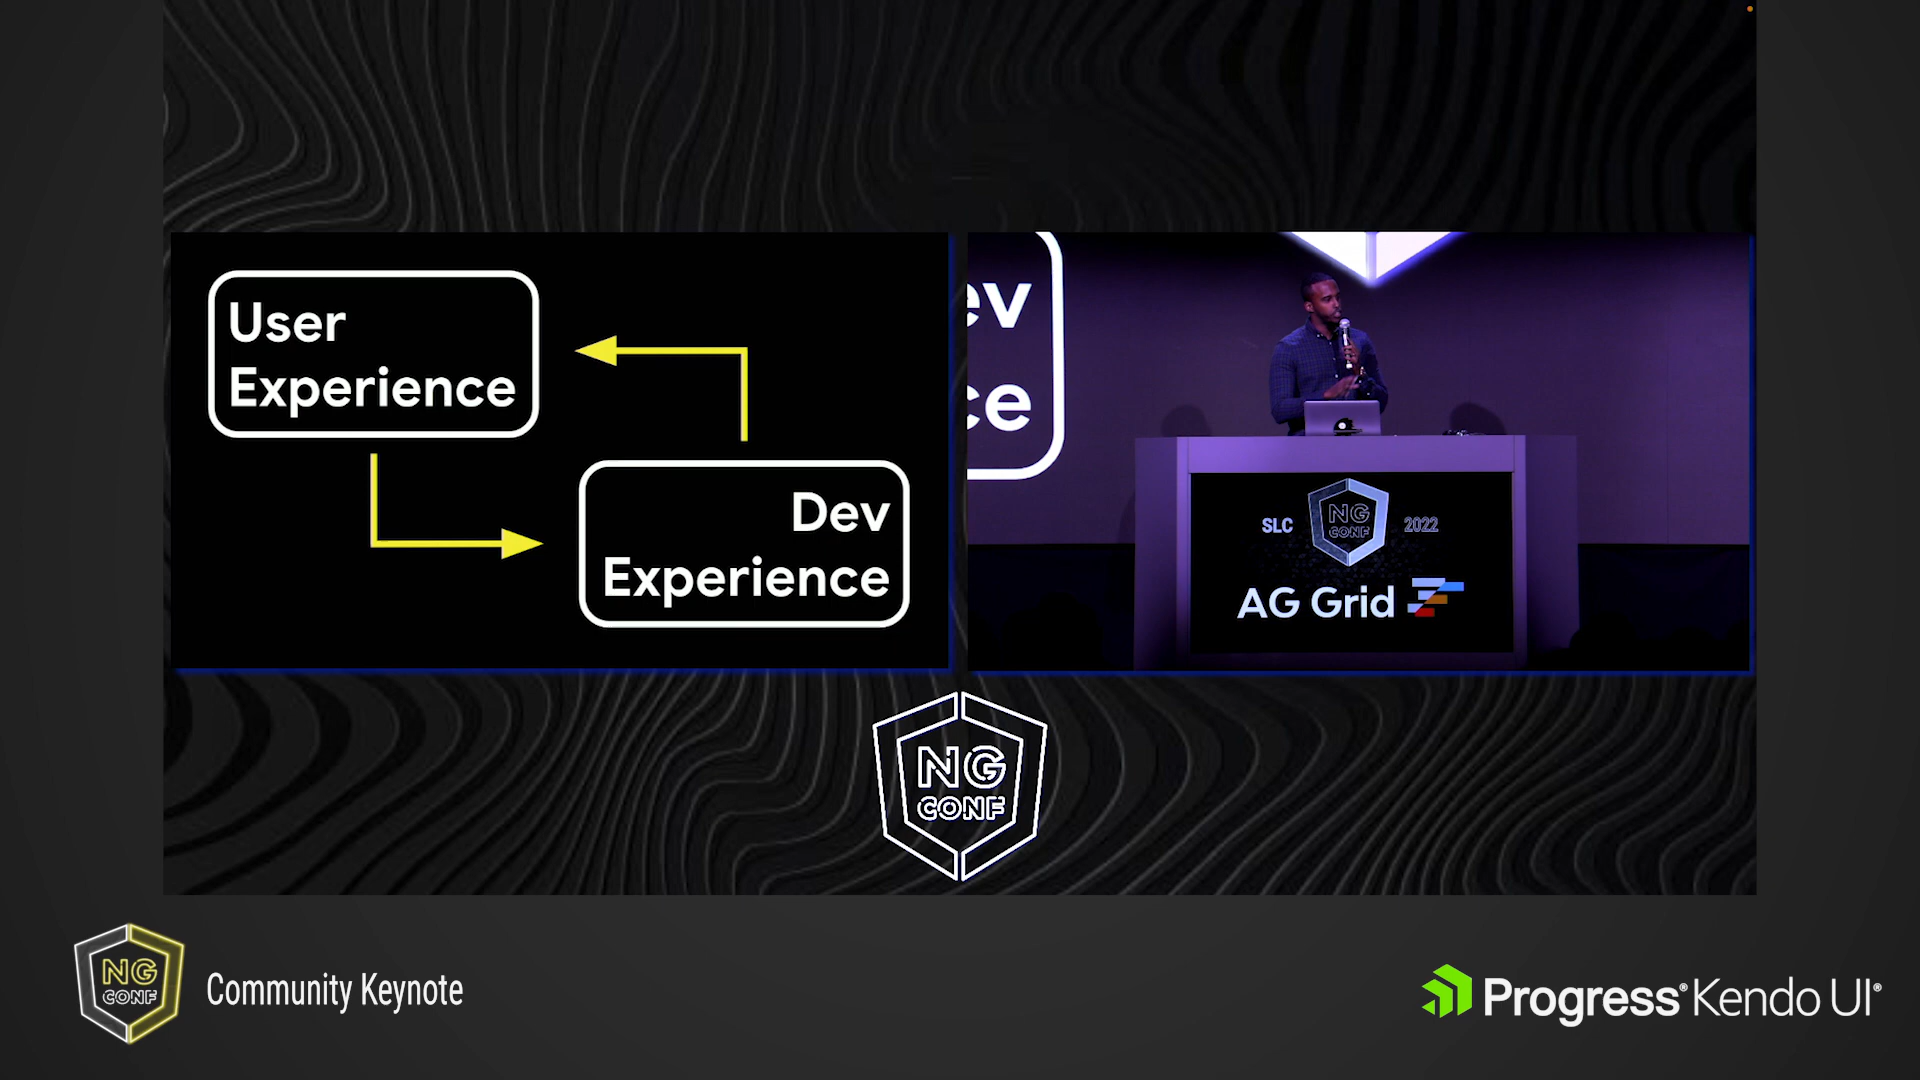 User
Experience
Dev
Experience
ev
ce
SLC
NG
CONF
2022
AG Grid
NG
CONF
NG
CONF
Community Keynote
Progress® Kendo UI®